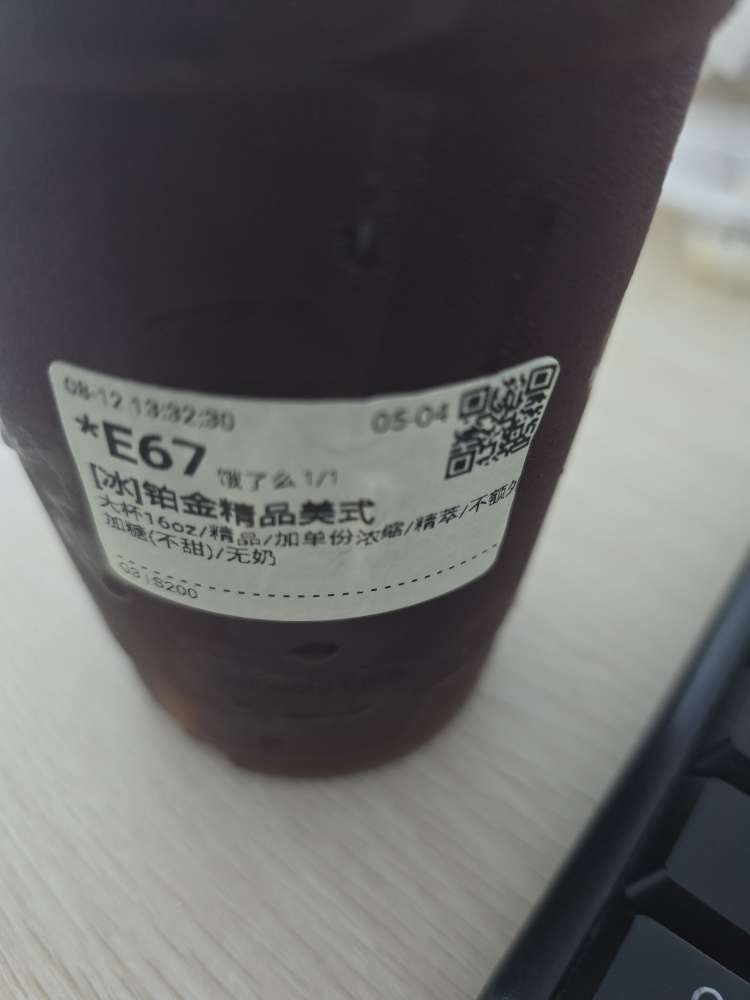 08-12 13:32:30
05-04
*E67 饿了么 1/1
[冰]铂金精品美式
大杯16oz/精品/加单份浓缩/精萃/不额外
加糖(不甜)/无奶
G3|S200